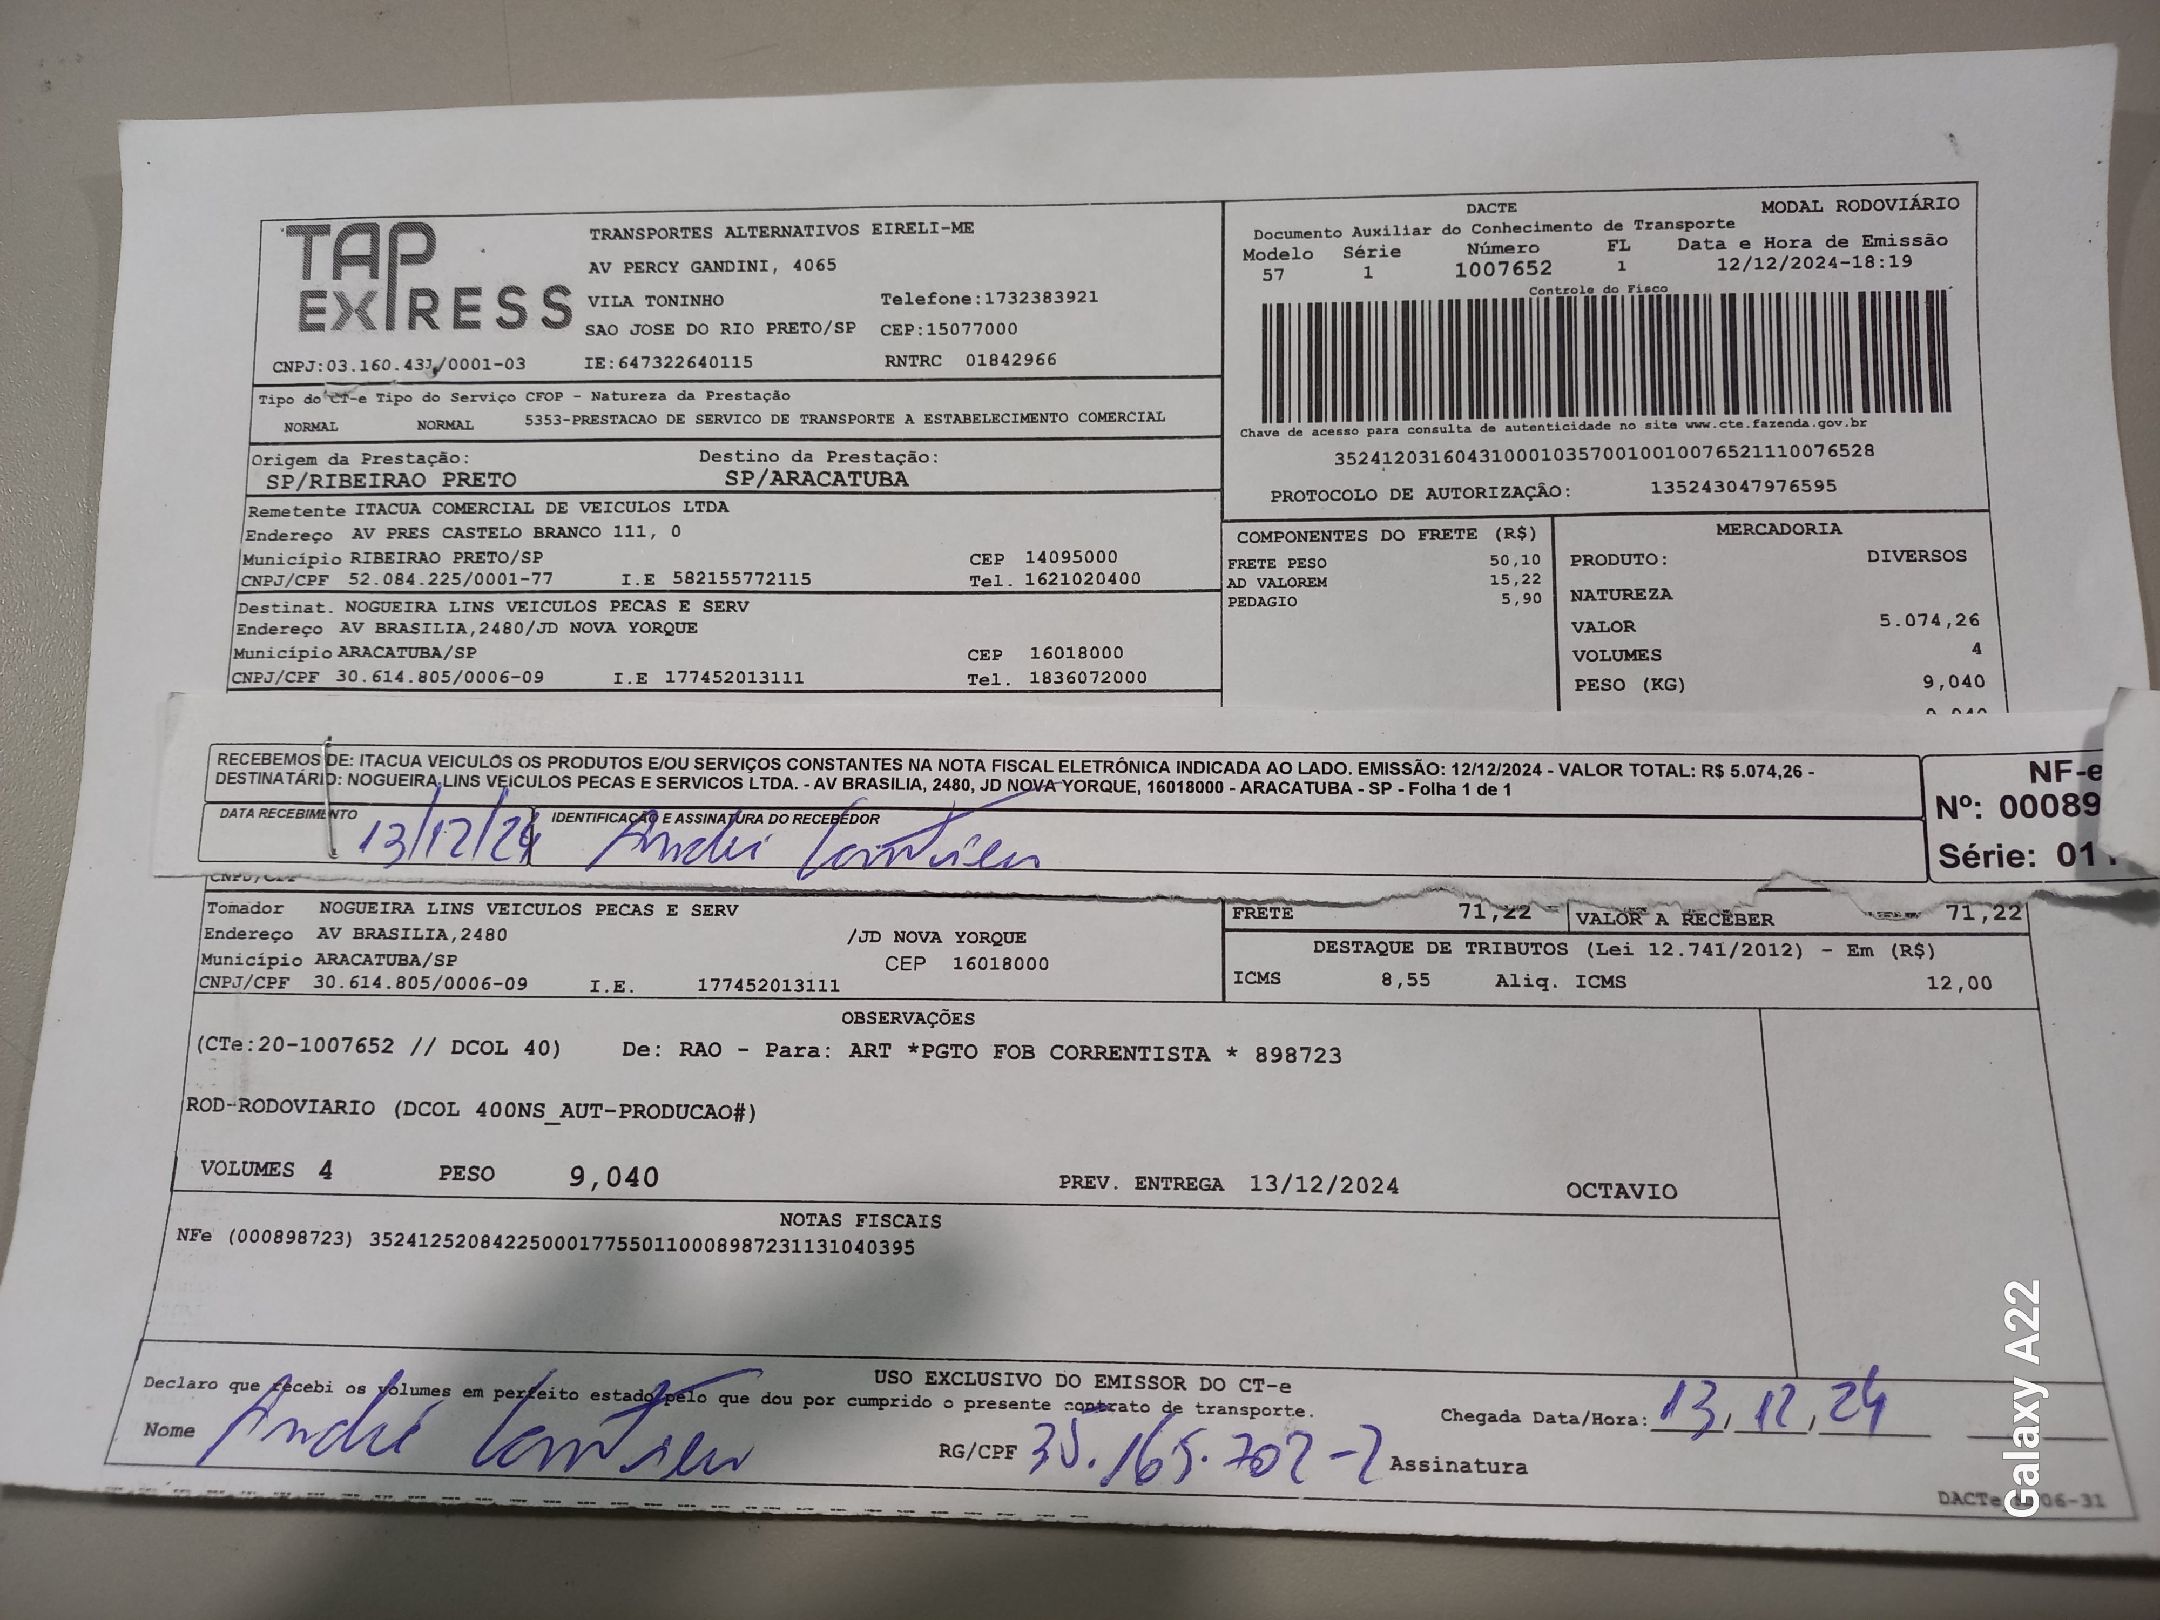 TAP EXPRESS
TRANSPORTES ALTERNATIVOS EIRELI-ME
AV PERCY GANDINI, 4065
VILA TONINHO Telefone:1732383921
SAO JOSE DO RIO PRETO/SP CEP:15077000
CNPJ:03.160.431/0001-03 IE:647322640115 RNTRC 01842966
DACTE MODAL RODOVIÁRIO
Documento Auxiliar do Conhecimento de Transporte
Modelo Série Número FL Data e Hora de Emissão
57 1 1007652 1 12/12/2024-18:19
Controle do Fisco
Chave de acesso para consulta de autenticidade no site www.cte.fazenda.gov.br
35241203160431000103570010010076521110076528
PROTOCOLO DE AUTORIZAÇÃO: 135243047976595
Tipo do CT-e Tipo do Serviço CFOP - Natureza da Prestação
NORMAL NORMAL 5353-PRESTACAO DE SERVICO DE TRANSPORTE A ESTABELECIMENTO COMERCIAL
Origem da Prestação: Destino da Prestação:
SP/RIBEIRAO PRETO SP/ARACATUBA
Remetente ITACUA COMERCIAL DE VEICULOS LTDA
Endereço AV PRES CASTELO BRANCO 111, 0
Município RIBEIRAO PRETO/SP CEP 14095000
CNPJ/CPF 52.084.225/0001-77 I.E 582155772115 Tel. 1621020400
Destinat. NOGUEIRA LINS VEICULOS PECAS E SERV
Endereço AV BRASILIA,2480/JD NOVA YORQUE
Município ARACATUBA/SP CEP 16018000
CNPJ/CPF 30.614.805/0006-09 I.E 177452013111 Tel. 1836072000
COMPONENTES DO FRETE (R$)
FRETE PESO 50,10
AD VALOREM 15,22
PEDAGIO 5,90
MERCADORIA
PRODUTO: DIVERSOS
NATUREZA
VALOR 5.074,26
VOLUMES 4
PESO (KG) 9,040
RECEBEMOS DE: ITACUA VEICULOS OS PRODUTOS E/OU SERVIÇOS CONSTANTES NA NOTA FISCAL ELETRÔNICA INDICADA AO LADO. EMISSÃO: 12/12/2024 - VALOR TOTAL: R$ 5.074,26 -
DESTINATÁRIO: NOGUEIRA LINS VEICULOS PECAS E SERVICOS LTDA. - AV BRASILIA, 2480, JD NOVA YORQUE, 16018000 - ARACATUBA - SP - Folha 1 de 1
DATA RECEBIMENTO IDENTIFICAÇÃO E ASSINATURA DO RECEBEDOR
13/12/24 André
NF-e
Nº: 00089
Série: 01
CNPJ/CPF
Tomador NOGUEIRA LINS VEICULOS PECAS E SERV
Endereço AV BRASILIA,2480 /JD NOVA YORQUE
Município ARACATUBA/SP CEP 16018000
CNPJ/CPF 30.614.805/0006-09 I.E. 177452013111
FRETE 71,22 VALOR A RECEBER 71,22
DESTAQUE DE TRIBUTOS (Lei 12.741/2012) - Em (R$)
ICMS 8,55 Aliq. ICMS 12,00
OBSERVAÇÕES
(CTe:20-1007652 // DCOL 40) De: RAO - Para: ART *PGTO FOB CORRENTISTA * 898723
ROD-RODOVIARIO (DCOL 400NS_AUT-PRODUCAO#)
VOLUMES 4 PESO 9,040 PREV. ENTREGA 13/12/2024 OCTAVIO
NOTAS FISCAIS
NFe (000898723) 35241252084225000177550110008987231131040395
USO EXCLUSIVO DO EMISSOR DO CT-e
Declaro que recebi os volumes em perfeito estado pelo que dou por cumprido o presente contrato de transporte.
Chegada Data/Hora: 13, 12, 24
Nome André RG/CPF 35.165.702-2 Assinatura
Galaxy A22